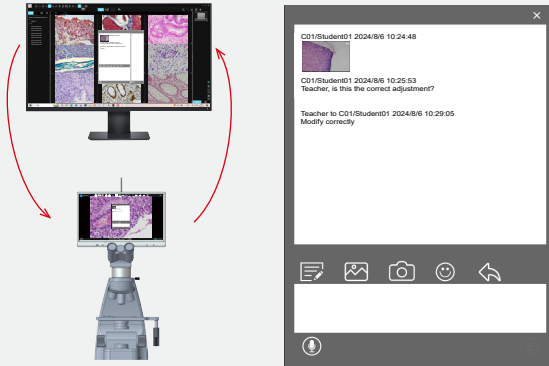 C01/Student01 2024/8/6 10:24:48
C01/Student01 2024/8/6 10:25:53
Teacher, is this the correct adjustment?
Teacher to C01/Student01 2024/8/6 10:29:05
Modify correctly